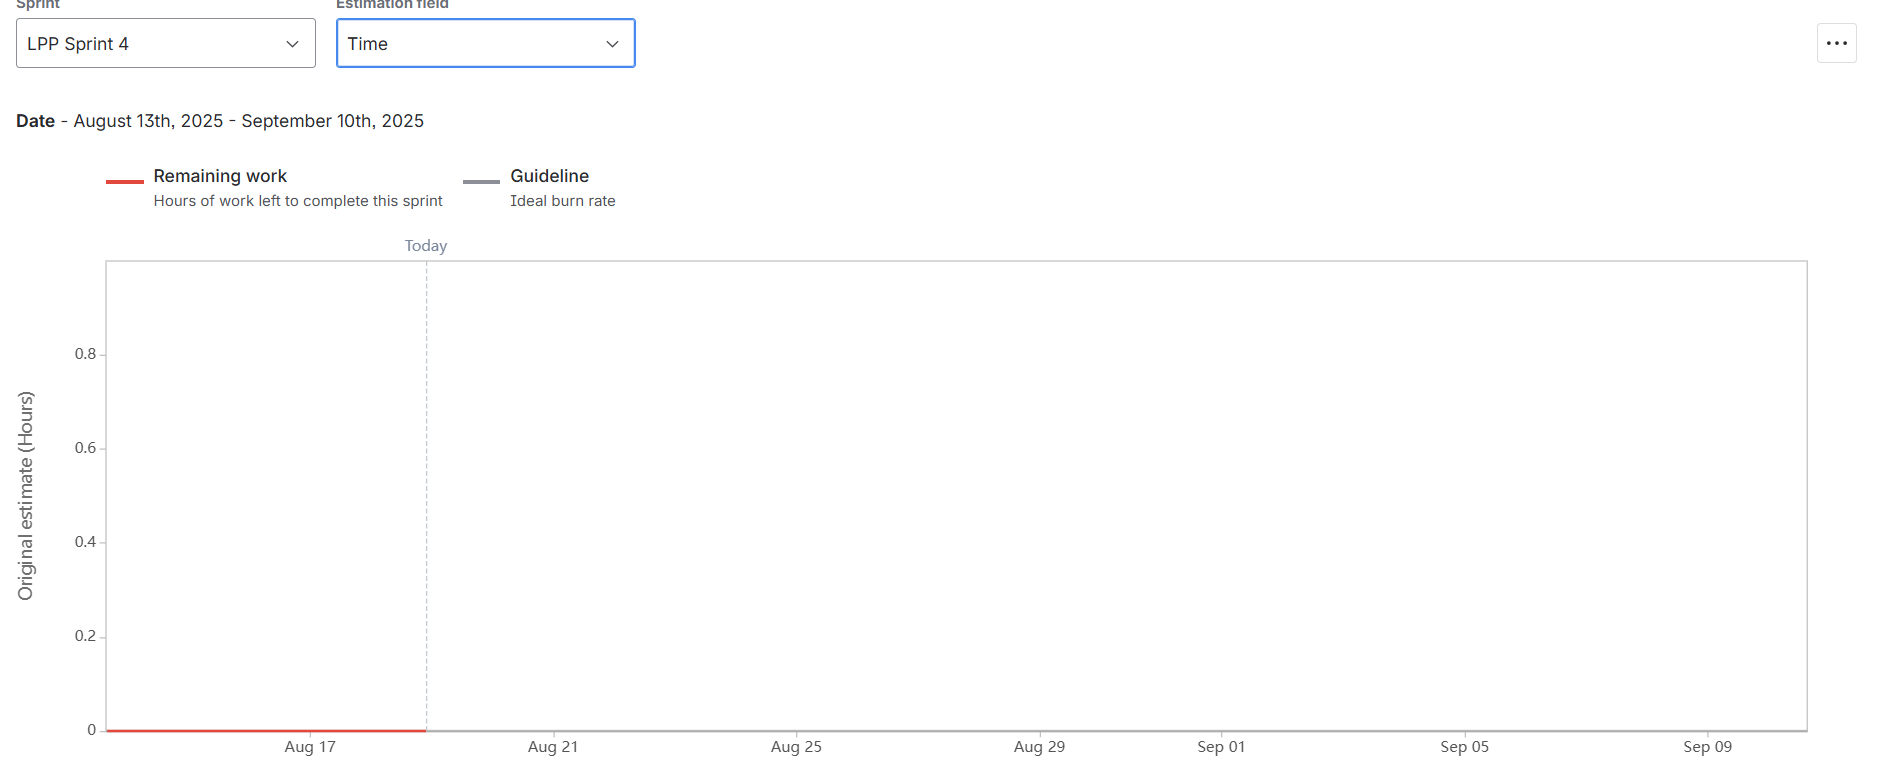 Sprint
Estimation field
LPP Sprint 4
Time
Date - August 13th, 2025 - September 10th, 2025
Remaining work
Hours of work left to complete this sprint
Guideline
Ideal burn rate
Today
Original estimate (Hours)
0.8
0.6
0.4
0.2
0
Aug 17
Aug 21
Aug 25
Aug 29
Sep 01
Sep 05
Sep 09